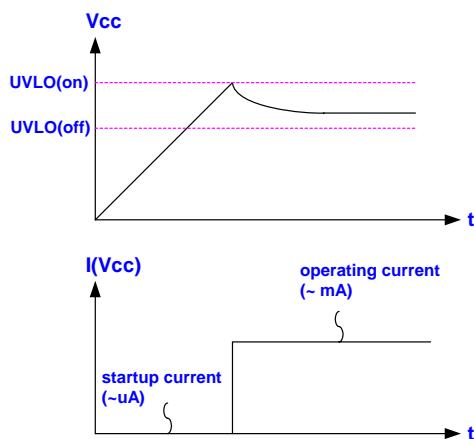 Vcc
UVLO(on)
UVLO(off)
t
I(Vcc)
operating current
(~ mA)
startup current
(~uA)
t